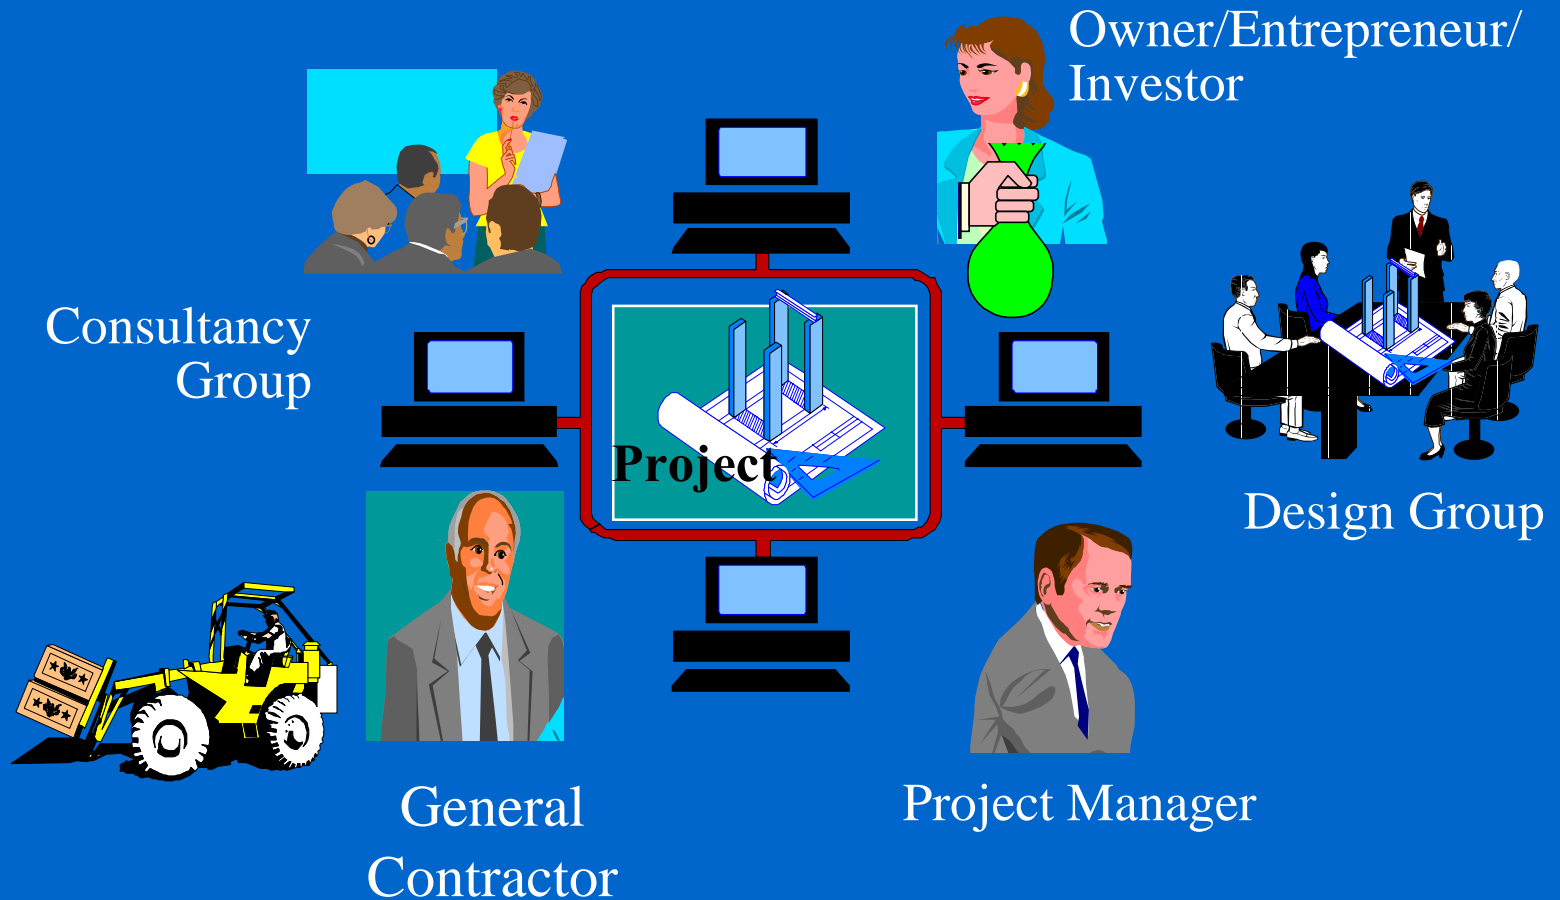 Owner/Entrepreneur/
Investor
Consultancy
Group
Project
Design Group
General
Contractor
Project Manager